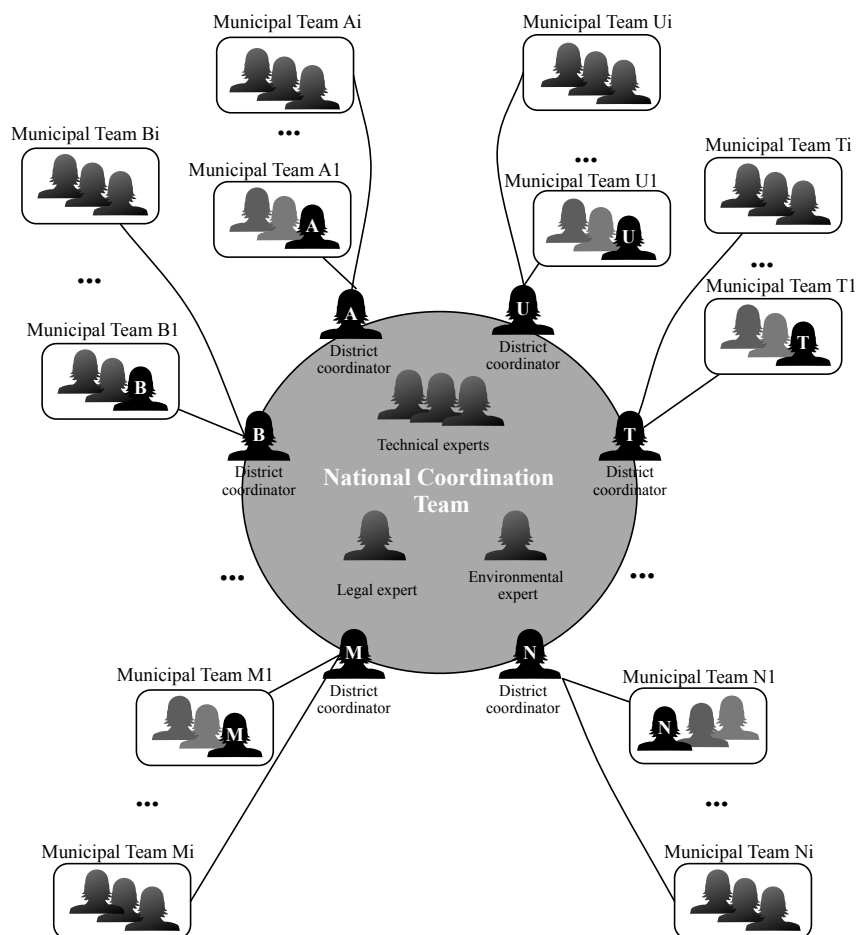 Municipal Team Ai
...
Municipal Team A1
A
A
District
coordinator
Municipal Team Ui
...
Municipal Team U1
U
U
District
coordinator
Municipal Team Bi
...
Municipal Team B1
B
B
District
coordinator
Municipal Team Ti
...
Municipal Team T1
T
T
District
coordinator
Technical experts
National Coordination
Team
Legal expert
Environmental
expert
...
...
M
District
coordinator
Municipal Team M1
M
...
Municipal Team Mi
N
District
coordinator
Municipal Team N1
N
...
Municipal Team Ni